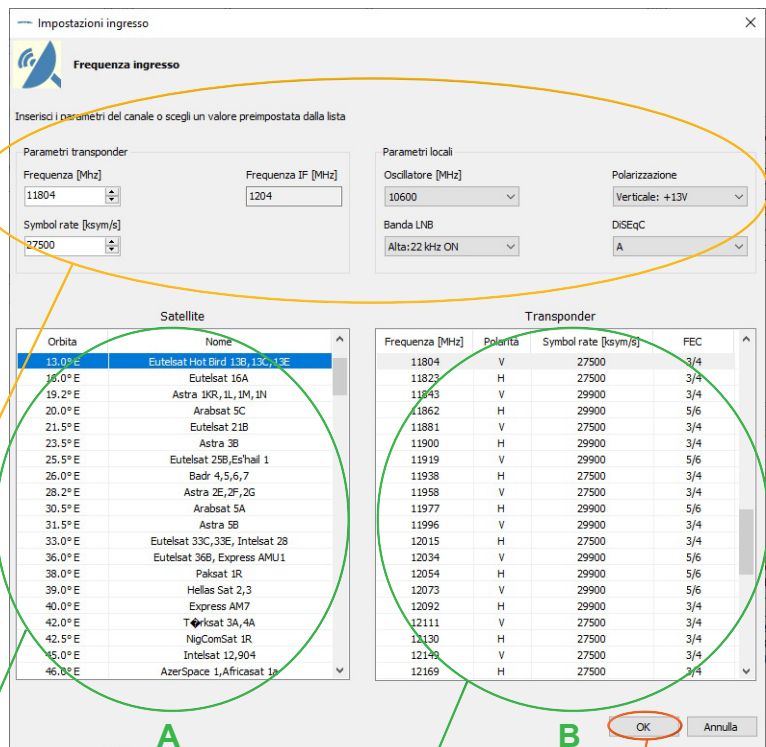 Impostazioni ingresso
Frequenza ingresso
Inserisci i parametri del canale o scegli un valore preimpostata dalla lista
Parametri transponder
Frequenza [Mhz] Frequenza IF [MHz]
11804 1204
Symbol rate [ksym/s]
27500
Parametri locali
Oscillatore [MHz] Polarizzazione
10600 Verticale: +13V
Banda LNB DiSEqC
Alta:22 kHz ON A
Satellite
Orbita Nome
13.0° E Eutelsat Hot Bird 13B,13C,13E
16.0° E Eutelsat 16A
19.2° E Astra 1KR,1L,1M,1N
20.0° E Arabsat 5C
21.5° E Eutelsat 21B
23.5° E Astra 3B
25.5° E Eutelsat 25B,Es'hail 1
26.0° E Badr 4,5,6,7
28.2° E Astra 2E,2F,2G
30.5° E Arabsat 5A
31.5° E Astra 5B
33.0° E Eutelsat 33C,33E, Intelsat 28
36.0° E Eutelsat 36B, Express AMU1
38.0° E Paksat 1R
39.0° E Hellas Sat 2,3
40.0° E Express AM7
42.0° E T�rksat 3A,4A
42.5° E NigComSat 1R
45.0° E Intelsat 12,904
46.0° E AzerSpace 1,Africasat 1a
A
Transponder
Frequenza [MHz] Polarità Symbol rate [ksym/s] FEC
11804 V 27500 3/4
11823 H 27500 3/4
11843 V 29900 3/4
11862 H 29900 5/6
11881 V 27500 3/4
11900 H 27500 3/4
11919 V 29900 5/6
11938 H 27500 3/4
11958 V 27500 3/4
11977 H 29900 5/6
11996 V 29900 5/6
12015 H 27500 3/4
12034 V 29900 5/6
12054 H 29900 5/6
12073 V 29900 5/6
12092 H 29900 3/4
12111 V 27500 3/4
12130 H 27500 3/4
12149 V 27500 3/4
12169 H 27500 3/4
B
OK Annulla